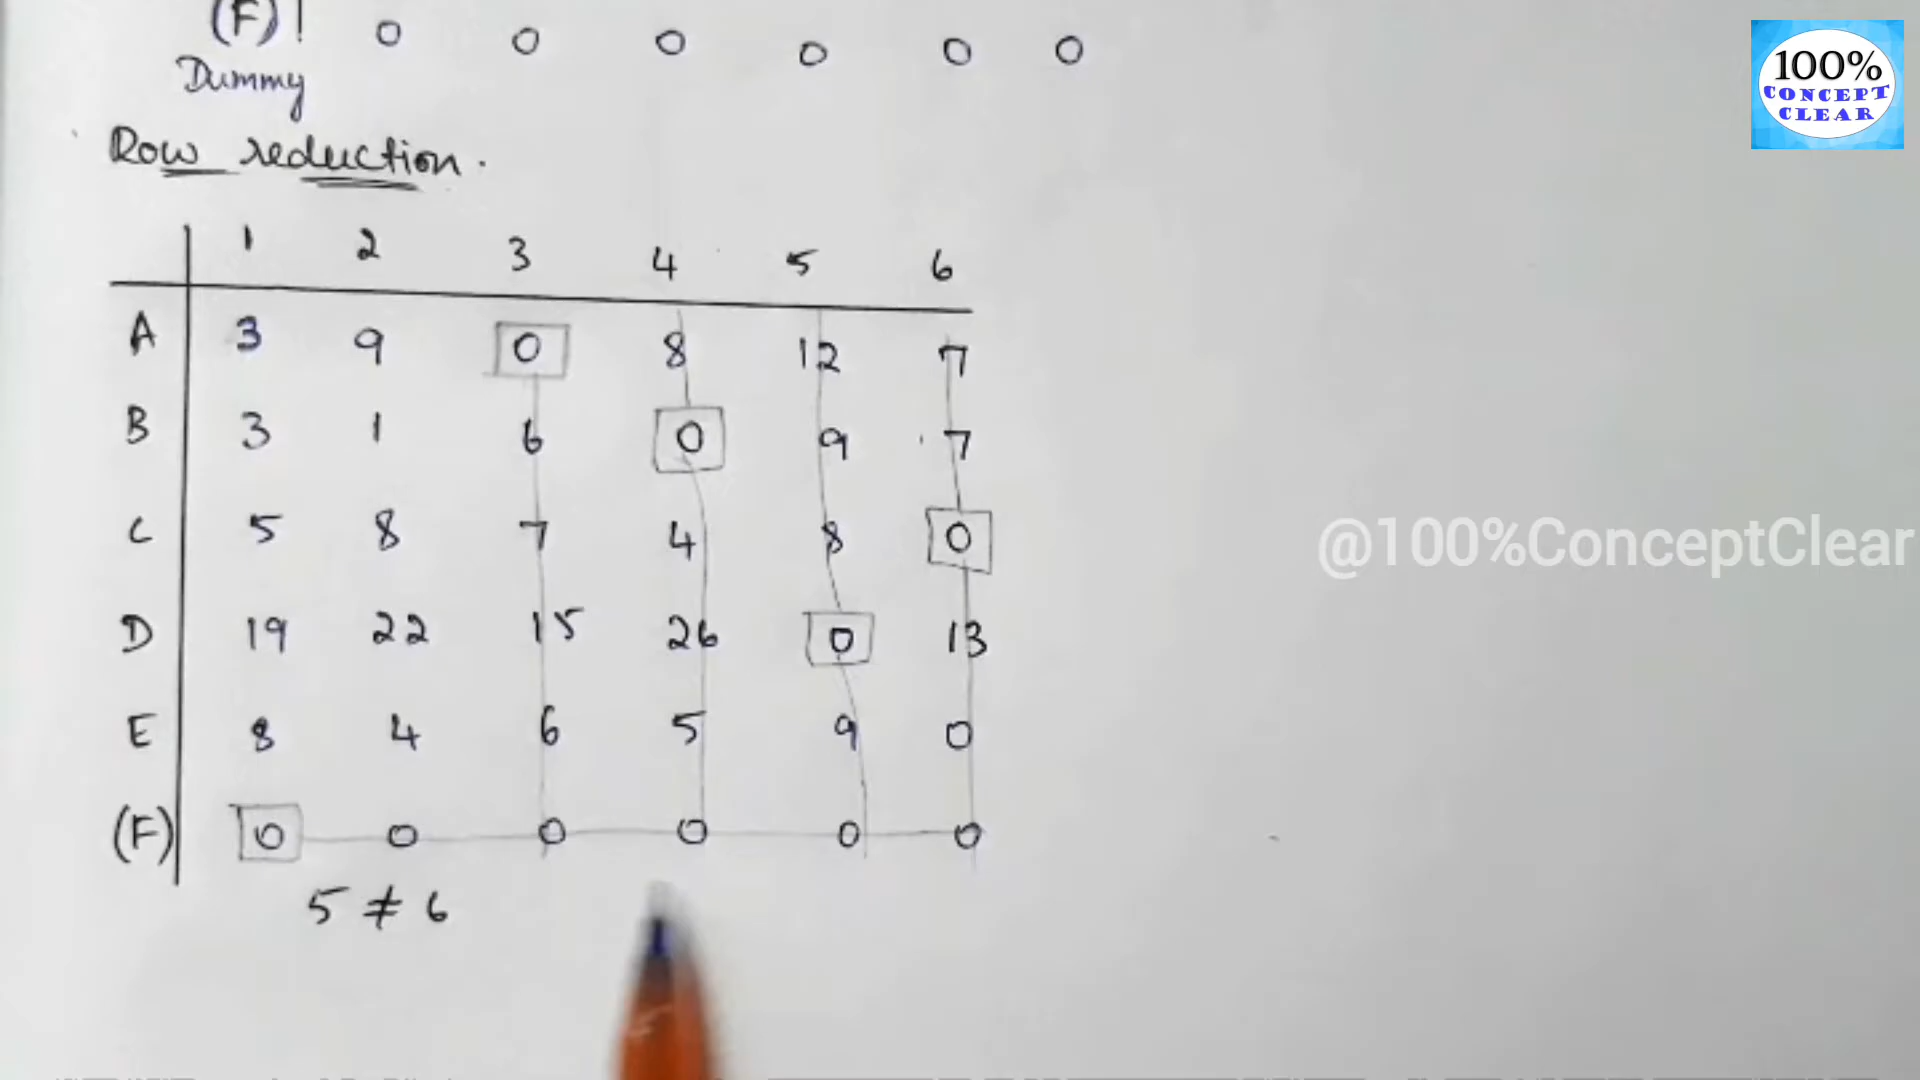 (F) 0 0 0 0 0 0
Dummy
Row reduction.
1 2 3 4 5 6
A 3 9 0 8 12 7
B 3 1 6 0 9 7
C 5 8 7 4 8 0
D 19 22 15 26 0 13
E 8 4 6 5 9 0
(F) 0 0 0 0 0 0
5 ≠ 6
100%
CONCEPT
CLEAR
@100%ConceptClear